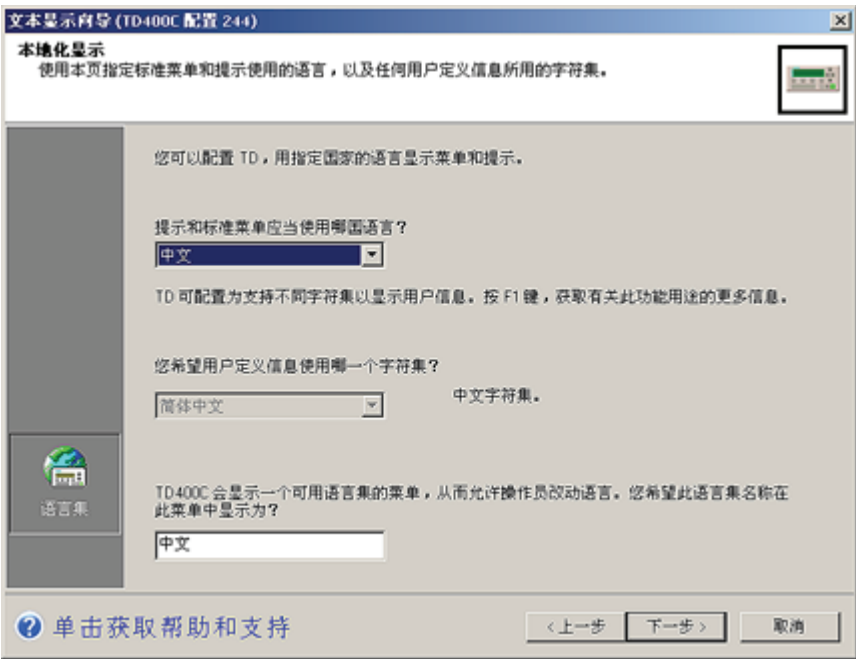 文本显示向导 (TD400C 配置 244)
本地化显示
使用本页指定标准菜单和提示使用的语言，以及任何用户定义信息所用的字符集。
您可以配置 TD，用指定国家的语言显示菜单和提示。
提示和标准菜单应当使用哪国语言？
中文
TD 可配置为支持不同字符集以显示用户信息。按 F1 键，获取有关此功能用途的更多信息。
您希望用户定义信息使用哪一个字符集？
简体中文
中文字符集。
语言集
TD400C 会显示一个可用语言集的菜单，从而允许操作员改动语言。您希望此语言集名称在
此菜单中显示为？
中文
单击获取帮助和支持
<上一步
下一步>
取消